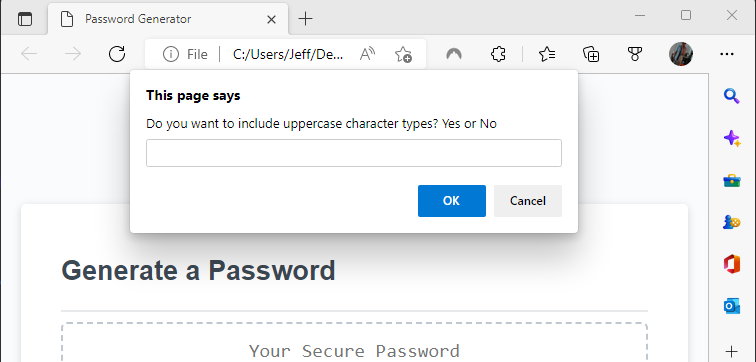 Password Generator
File
C:/Users/Jeff/De...
This page says
Do you want to include uppercase character types? Yes or No
OK
Cancel
Generate a Password
Your Secure Password